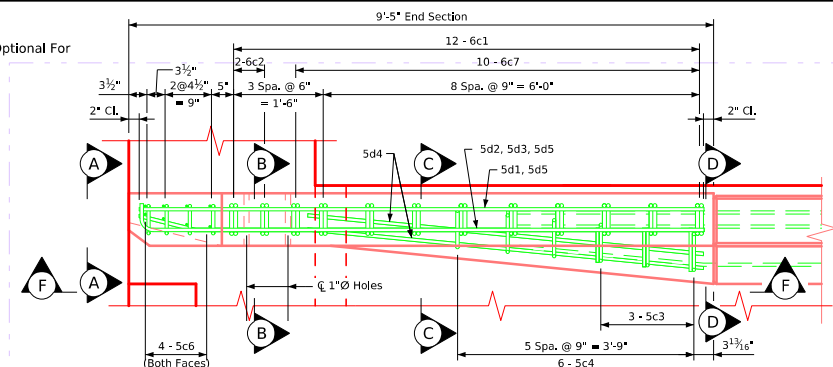 9'-5" End Section
Optional For
12 - 6c1
2-6c2
10 - 6c7
3½"
3½"
2@4½"
= 9"
5"
3 Spa. @ 6"
= 1'-6"
8 Spa. @ 9" = 6'-0"
2" Cl.
2" Cl.
A
B
C
D
5d4
5d2, 5d3, 5d5
5d1, 5d5
F
A
℄ 1"Ø Holes
F
B
C
D
3 - 5c3
4 - 5c6
(Both Faces)
5 Spa. @ 9" = 3'-9"
6 - 5c4
3 13/16"